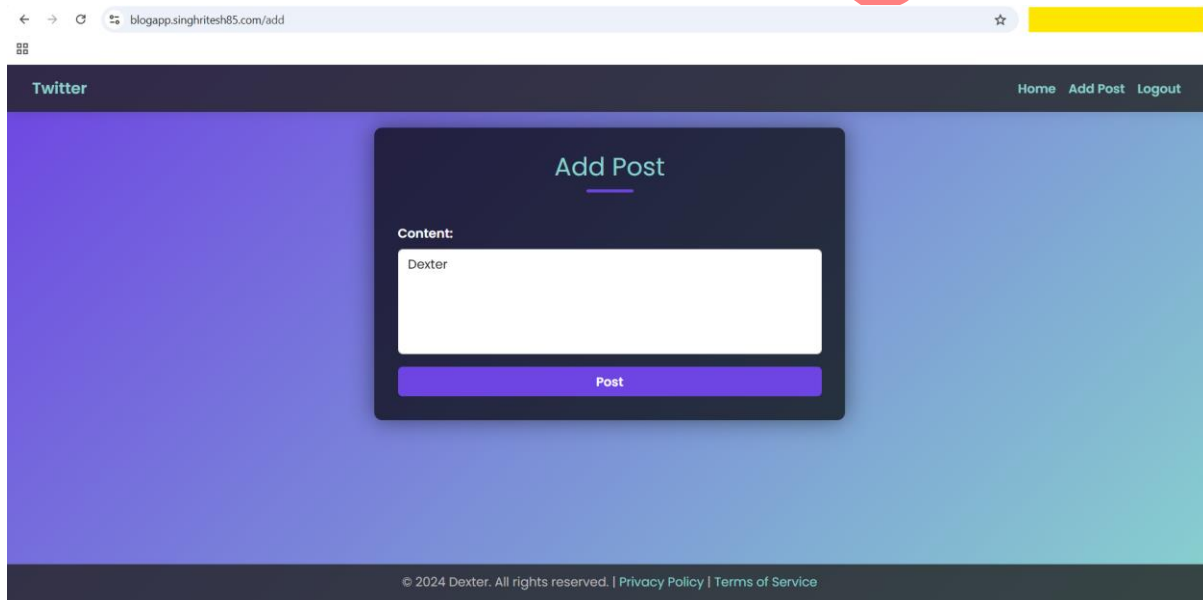 blogapp.singhritesh85.com/add
Twitter
Home Add Post Logout
Add Post
Content:
Dexter
Post
© 2024 Dexter. All rights reserved. | Privacy Policy | Terms of Service